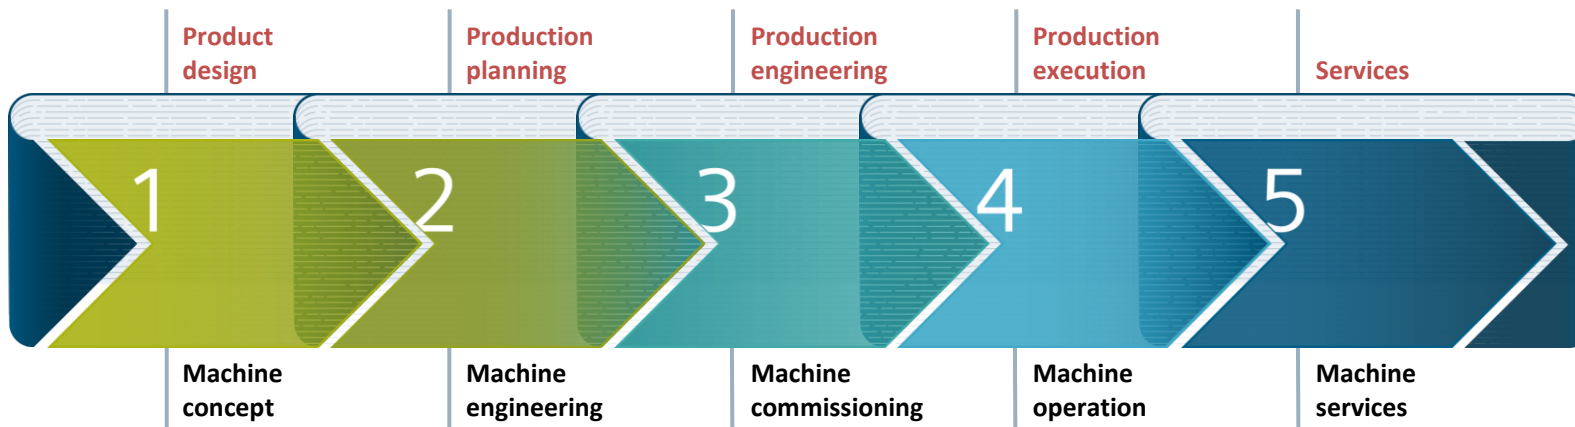 Product
design
Production
planning
Production
engineering
Production
execution
Services
1
2
3
4
5
Machine
concept
Machine
engineering
Machine
commissioning
Machine
operation
Machine
services